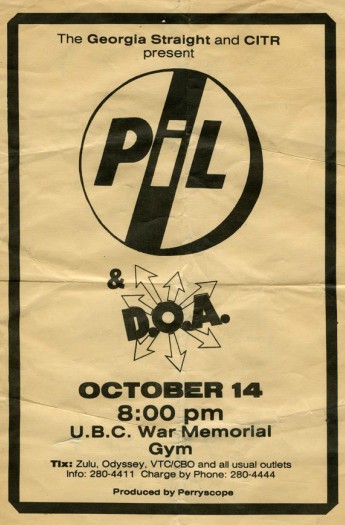 The Georgia Straight and CITR
present
PiL
&
D.O.A.
OCTOBER 14
8:00 pm
U.B.C. War Memorial
Gym
Tix: Zulu, Odyssey, VTC/CBO and all usual outlets
Info: 280-4411 Charge by Phone: 280-4444
Produced by Perryscope